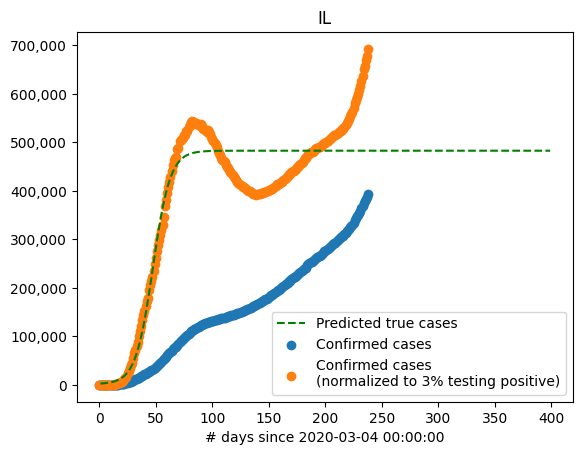 IL
700,000
600,000
500,000
400,000
300,000
200,000
100,000
0
0 50 100 150 200 250 300 350 400
# days since 2020-03-04 00:00:00
Predicted true cases
Confirmed cases
Confirmed cases
(normalized to 3% testing positive)